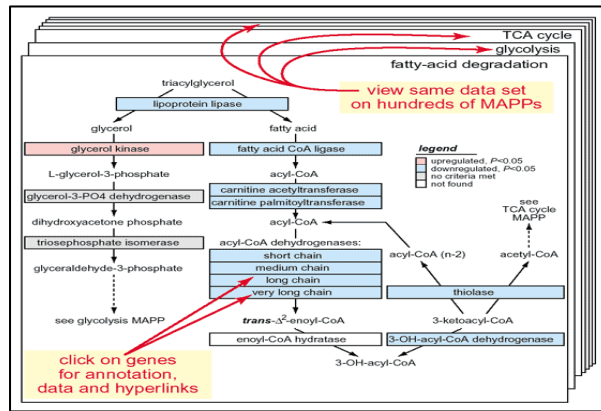 TCA cycle
glycolysis
fatty-acid degradation
view same data set
on hundreds of MAPPs
triacylglycerol
lipoprotein lipase
glycerol
fatty acid
glycerol kinase
fatty acid CoA ligase
L-glycerol-3-phosphate
acyl-CoA
glycerol-3-PO4 dehydrogenase
carnitine acetyltransferase
carnitine palmitoyltransferase
dihydroxyacetone phosphate
acyl-CoA
triosephosphate isomerase
acyl-CoA dehydrogenases:
glyceraldehyde-3-phosphate
short chain
medium chain
long chain
very long chain
see glycolysis MAPP
trans-Δ²-enoyl-CoA
enoyl-CoA hydratase
3-OH-acyl-CoA
legend
upregulated, P<0.05
downregulated, P<0.05
no criteria met
not found
see
TCA cycle
MAPP
acyl-CoA (n-2)
acetyl-CoA
thiolase
3-ketoacyl-CoA
3-OH-acyl-CoA dehydrogenase
click on genes
for annotation,
data and hyperlinks